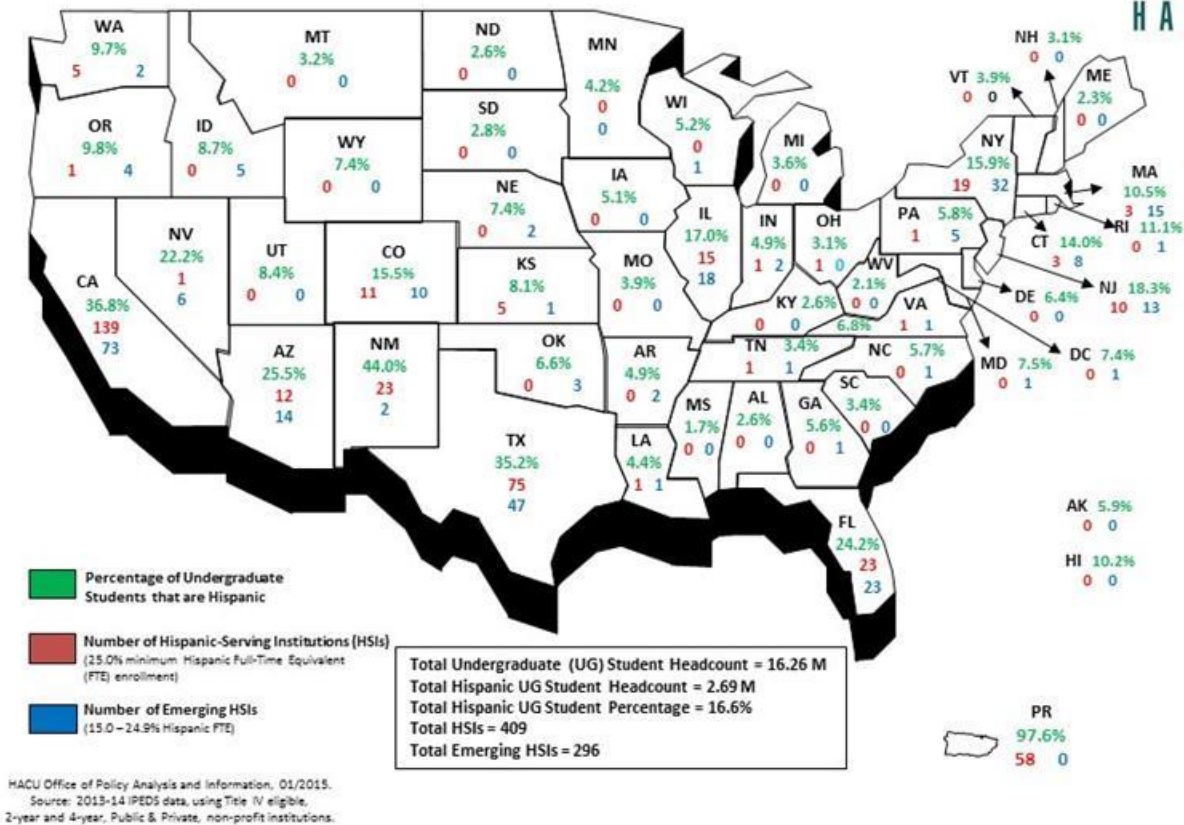 H A
WA
9.7%
5 2
MT
3.2%
0 0
ND
2.6%
0 0
MN
4.2%
0
0
NH 3.1%
0 0
VT 3.9%
0 0
ME
2.3%
0 0
OR
9.8%
1 4
ID
8.7%
0 5
WY
7.4%
0 0
SD
2.8%
0 0
WI
5.2%
0
1
MI
3.6%
0 0
NY
15.9%
19 32
MA
10.5%
3 15
RI 11.1%
0 1
CT 14.0%
3 8
NE
7.4%
0 2
IA
5.1%
0 0
IL
17.0%
15
18
IN
4.9%
1 2
OH
3.1%
1 0
PA 5.8%
1 5
NJ 18.3%
10 13
DE 6.4%
0 0
CA
36.8%
139
73
NV
22.2%
1
6
UT
8.4%
0 0
CO
15.5%
11 10
KS
8.1%
5 1
MO
3.9%
0 0
WV
2.1%
0 0
KY 2.6%
0 0
VA
6.8%
1 1
MD 7.5%
0 1
DC 7.4%
0 1
AZ
25.5%
12
14
NM
44.0%
23
2
OK
6.6%
0 3
AR
4.9%
0 2
TN 3.4%
1 1
NC 5.7%
0 1
SC
3.4%
0 0
MS
1.7%
0 0
AL
2.6%
0 0
GA
5.6%
0 1
TX
35.2%
75
47
LA
4.4%
1 1
FL
24.2%
23
23
AK 5.9%
0 0
HI 10.2%
0 0
PR
97.6%
58 0
Percentage of Undergraduate
Students that are Hispanic
Number of Hispanic-Serving Institutions (HSIs)
(25.0% minimum Hispanic Full-Time Equivalent
(FTE) enrollment)
Number of Emerging HSIs
(15.0 – 24.9% Hispanic FTE)
Total Undergraduate (UG) Student Headcount = 16.26 M
Total Hispanic UG Student Headcount = 2.69 M
Total Hispanic UG Student Percentage = 16.6%
Total HSIs = 409
Total Emerging HSIs = 296
HACU Office of Policy Analysis and Information, 01/2015.
Source: 2013-14 IPEDS data, using Title IV eligible,
2-year and 4-year, Public & Private, non-profit institutions.